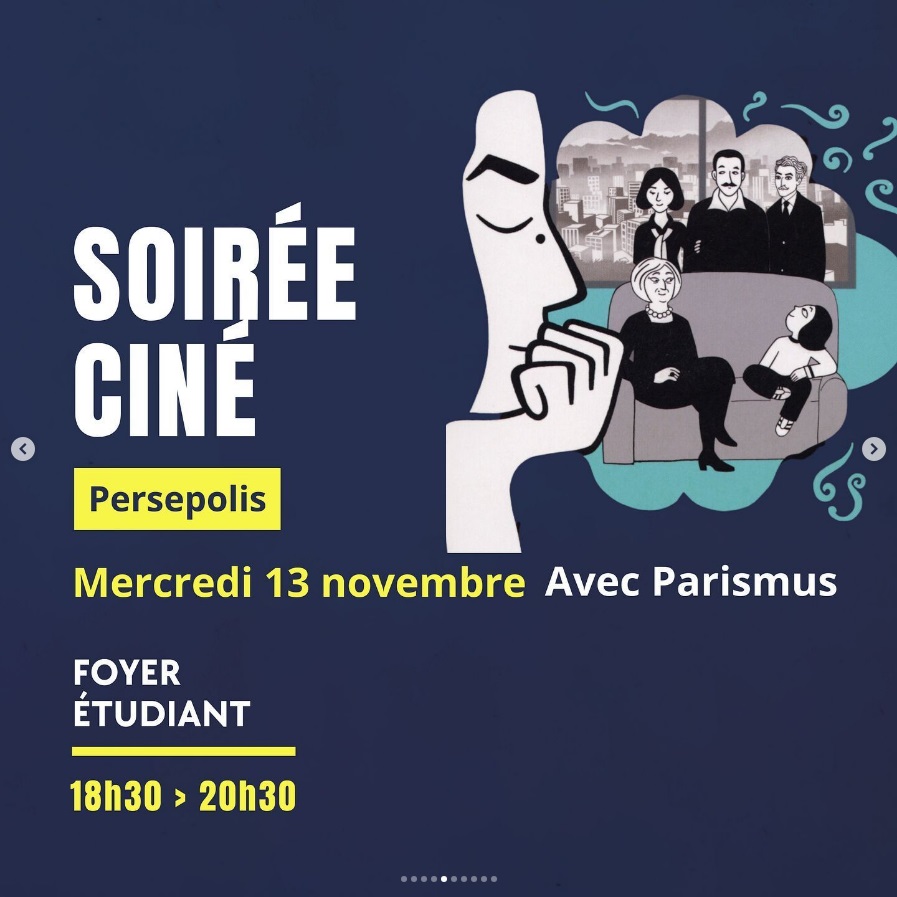 SOIRÉE
CINÉ
Persepolis
Mercredi 13 novembre Avec Parismus
FOYER
ÉTUDIANT
18h30 > 20h30